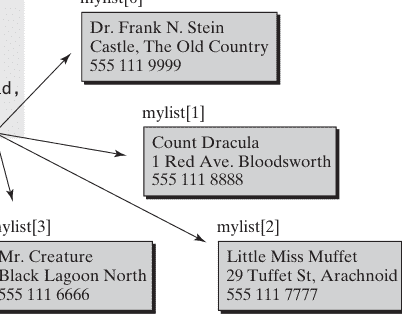 Dr. Frank N. Stein
Castle, The Old Country
555 111 9999
mylist[1]
Count Dracula
1 Red Ave. Bloodsworth
555 111 8888
mylist[3]
Mr. Creature
Black Lagoon North
555 111 6666
mylist[2]
Little Miss Muffet
29 Tuffet St, Arachnoid
555 111 7777